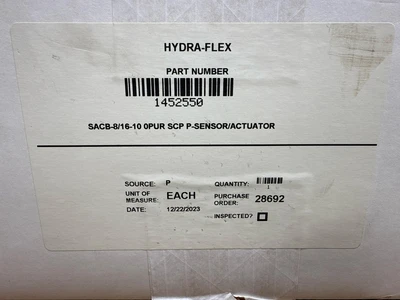 HYDRA-FLEX
PART NUMBER
1452550
SACB-8/16-10 0PUR SCP P-SENSOR/ACTUATOR
SOURCE: P QUANTITY: 1
UNIT OF MEASURE: EACH PURCHASE ORDER: 28692
DATE: 12/22/2023
INSPECTED?